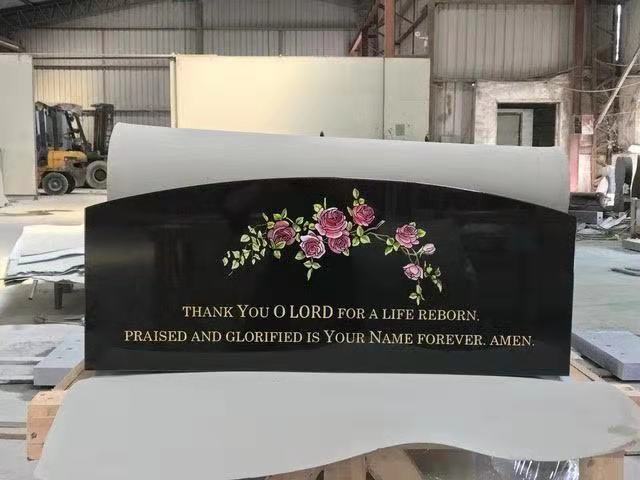 THANK YOU O LORD FOR A LIFE REBORN.
PRAISED AND GLORIFIED IS YOUR NAME FOREVER. AMEN.